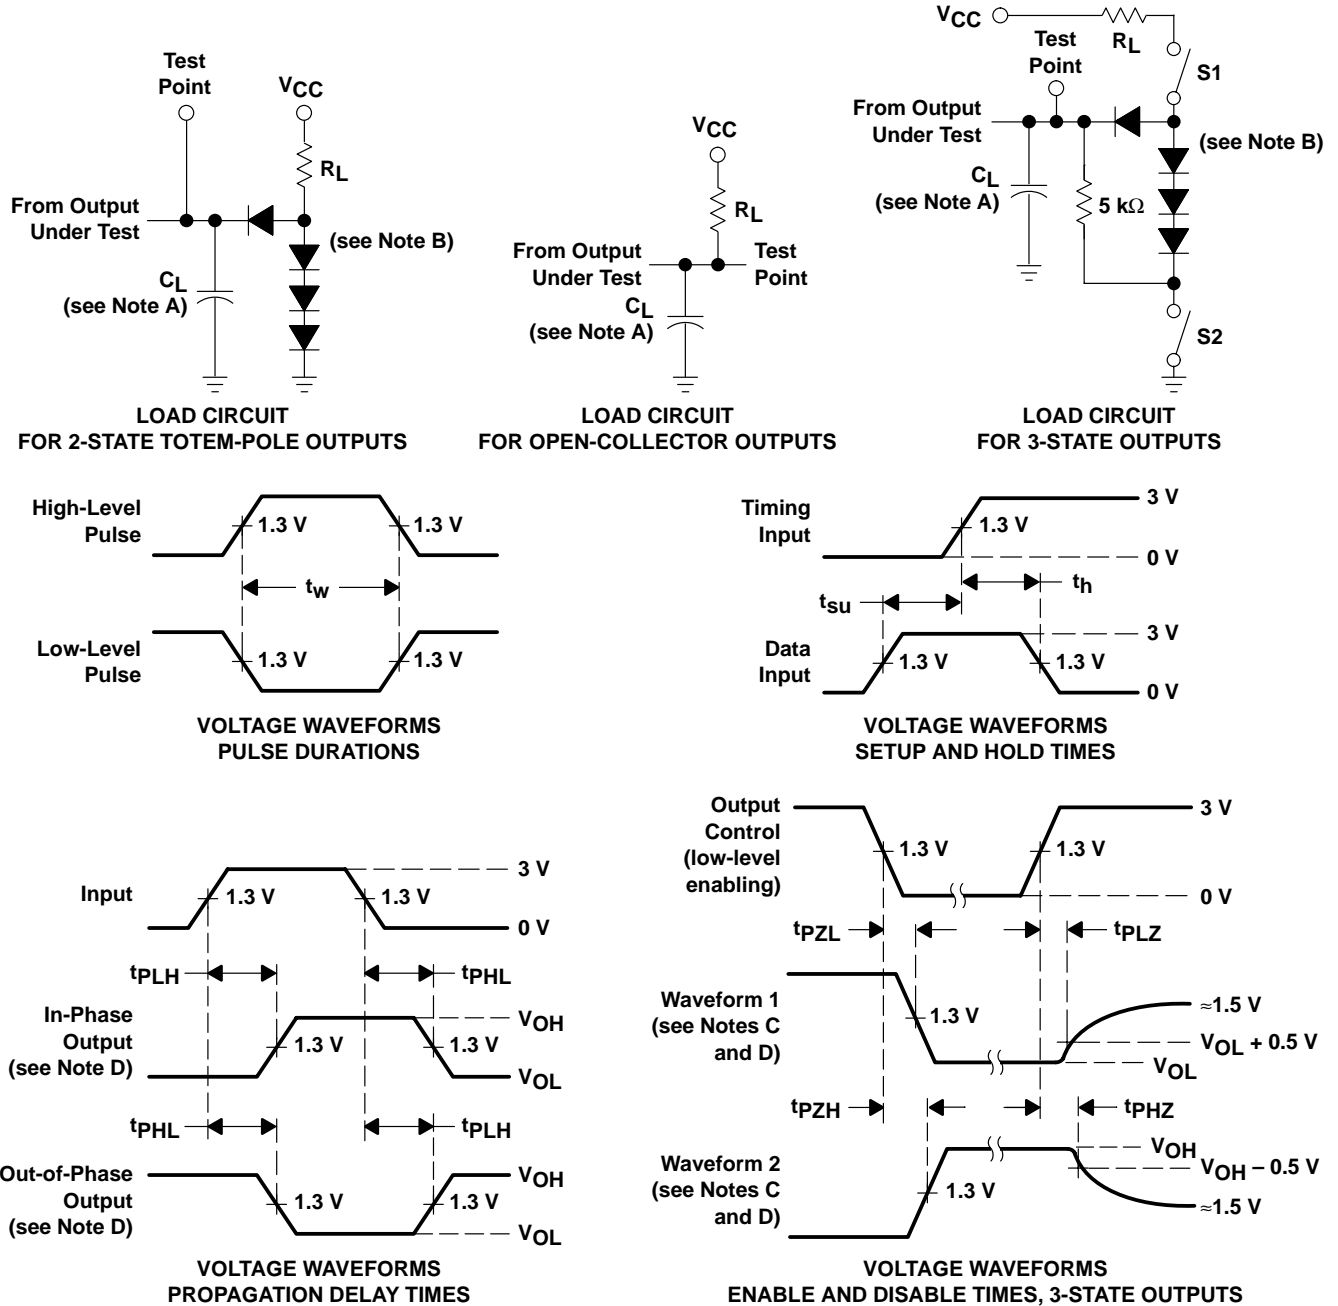 Test
Point
VCC
RL
From Output
Under Test
(see Note B)
CL
(see Note A)
LOAD CIRCUIT
FOR 2-STATE TOTEM-POLE OUTPUTS
VCC
RL
From Output
Under Test
Test
Point
CL
(see Note A)
LOAD CIRCUIT
FOR OPEN-COLLECTOR OUTPUTS
VCC
RL
Test
Point
S1
From Output
Under Test
(see Note B)
CL
(see Note A)
5 kΩ
S2
LOAD CIRCUIT
FOR 3-STATE OUTPUTS
High-Level
Pulse
1.3 V
1.3 V
tw
Low-Level
Pulse
1.3 V
1.3 V
VOLTAGE WAVEFORMS
PULSE DURATIONS
Timing
Input
1.3 V
3 V
0 V
th
tsu
Data
Input
1.3 V
1.3 V
3 V
0 V
VOLTAGE WAVEFORMS
SETUP AND HOLD TIMES
Input
1.3 V
1.3 V
3 V
0 V
tPLH
tPHL
In-Phase
Output
(see Note D)
1.3 V
1.3 V
VOH
VOL
tPHL
tPLH
Out-of-Phase
Output
(see Note D)
1.3 V
1.3 V
VOH
VOL
VOLTAGE WAVEFORMS
PROPAGATION DELAY TIMES
Output
Control
(low-level
enabling)
1.3 V
1.3 V
3 V
0 V
tPZL
tPLZ
Waveform 1
(see Notes C
and D)
1.3 V
≈1.5 V
VOL + 0.5 V
VOL
tPZH
tPHZ
Waveform 2
(see Notes C
and D)
1.3 V
VOH
VOH – 0.5 V
≈1.5 V
VOLTAGE WAVEFORMS
ENABLE AND DISABLE TIMES, 3-STATE OUTPUTS